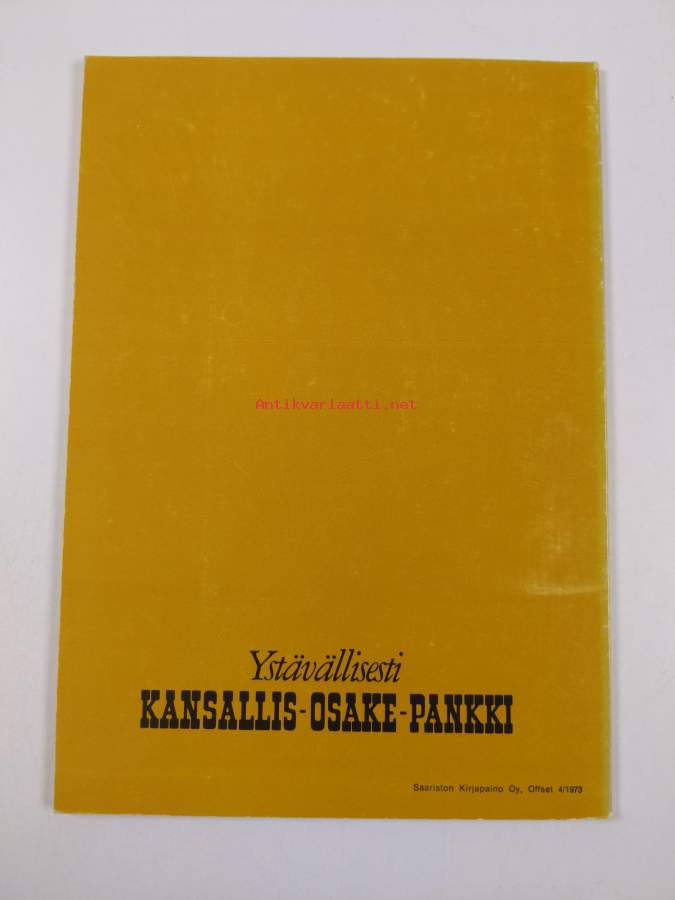 Antikvariaatti.net
Ystävällisesti
KANSALLIS-OSAKE-PANKKI
Saariston Kirjapaino Oy, Offset 4/1973